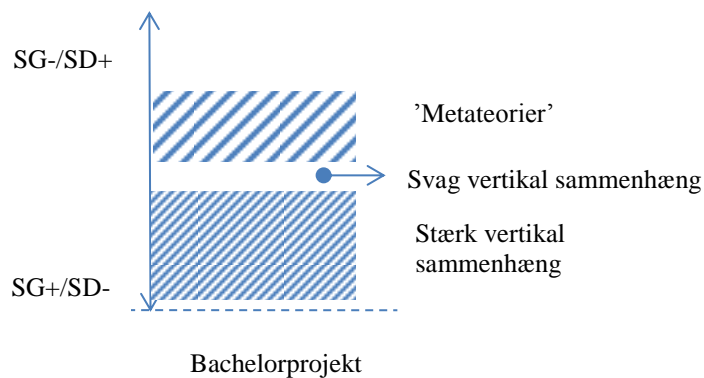 SG-/SD+
’Metateorier’
Svag vertikal sammenhæng
Stærk vertikal
sammenhæng
SG+/SD-
Bachelorprojekt